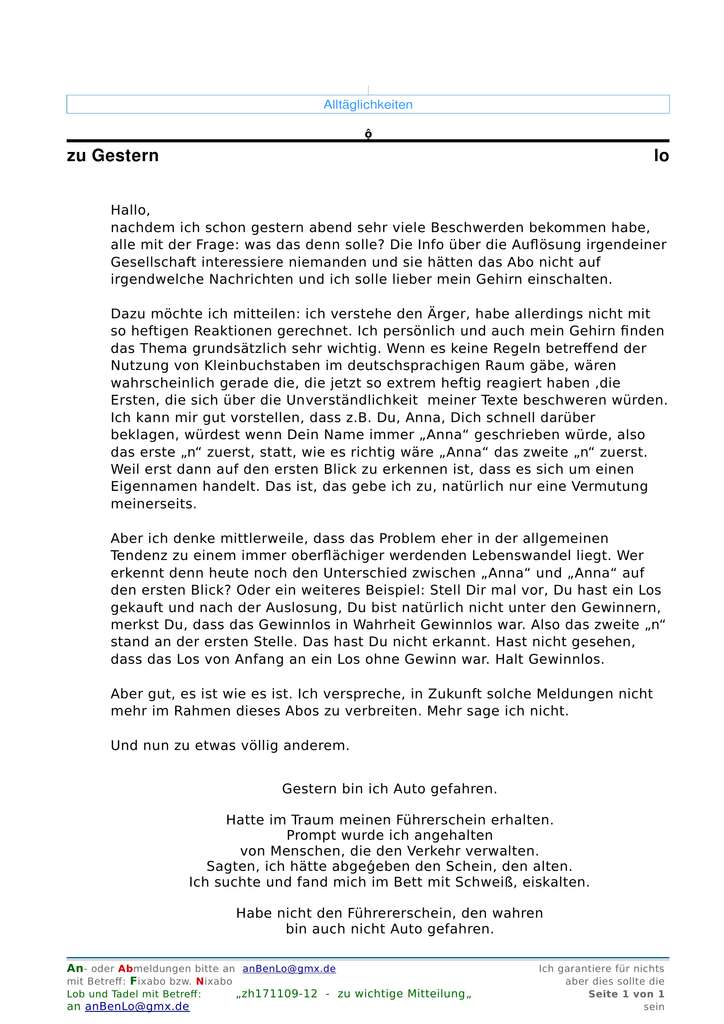 Alltäglichkeiten
ộ
zu Gestern lo
Hallo,
nachdem ich schon gestern abend sehr viele Beschwerden bekommen habe,
alle mit der Frage: was das denn solle? Die Info über die Auflösung irgendeiner
Gesellschaft interessiere niemanden und sie hätten das Abo nicht auf
irgendwelche Nachrichten und ich solle lieber mein Gehirn einschalten.
Dazu möchte ich mitteilen: ich verstehe den Ärger, habe allerdings nicht mit
so heftigen Reaktionen gerechnet. Ich persönlich und auch mein Gehirn finden
das Thema grundsätzlich sehr wichtig. Wenn es keine Regeln betreffend der
Nutzung von Kleinbuchstaben im deutschsprachigen Raum gäbe, wären
wahrscheinlich gerade die, die jetzt so extrem heftig reagiert haben ,die
Ersten, die sich über die Unverständlichkeit  meiner Texte beschweren würden.
Ich kann mir gut vorstellen, dass z.B. Du, Anna, Dich schnell darüber
beklagen, würdest wenn Dein Name immer „Anna“ geschrieben würde, also
das erste „n“ zuerst, statt, wie es richtig wäre „Anna“ das zweite „n“ zuerst.
Weil erst dann auf den ersten Blick zu erkennen ist, dass es sich um einen
Eigennamen handelt. Das ist, das gebe ich zu, natürlich nur eine Vermutung
meinerseits.
Aber ich denke mittlerweile, dass das Problem eher in der allgemeinen
Tendenz zu einem immer oberflächiger werdenden Lebenswandel liegt. Wer
erkennt denn heute noch den Unterschied zwischen „Anna“ und „Anna“ auf
den ersten Blick? Oder ein weiteres Beispiel: Stell Dir mal vor, Du hast ein Los
gekauft und nach der Auslosung, Du bist natürlich nicht unter den Gewinnern,
merkst Du, dass das Gewinnlos in Wahrheit Gewinnlos war. Also das zweite „n“
stand an der ersten Stelle. Das hast Du nicht erkannt. Hast nicht gesehen,
dass das Los von Anfang an ein Los ohne Gewinn war. Halt Gewinnlos.
Aber gut, es ist wie es ist. Ich verspreche, in Zukunft solche Meldungen nicht
mehr im Rahmen dieses Abos zu verbreiten. Mehr sage ich nicht.
Und nun zu etwas völlig anderem.
Gestern bin ich Auto gefahren.
Hatte im Traum meinen Führerschein erhalten.
Prompt wurde ich angehalten
von Menschen, die den Verkehr verwalten.
Sagten, ich hätte abgeģeben den Schein, den alten.
Ich suchte und fand mich im Bett mit Schweiß, eiskalten.
Habe nicht den Führererschein, den wahren
bin auch nicht Auto gefahren.
An- oder Abmeldungen bitte an anBenLo@gmx.de
mit Betreff: Fixabo bzw. Nixabo
Lob und Tadel mit Betreff: „zh171109-12 - zu wichtige Mitteilung„
an anBenLo@gmx.de
Ich garantiere für nichts
aber dies sollte die
Seite 1 von 1
sein